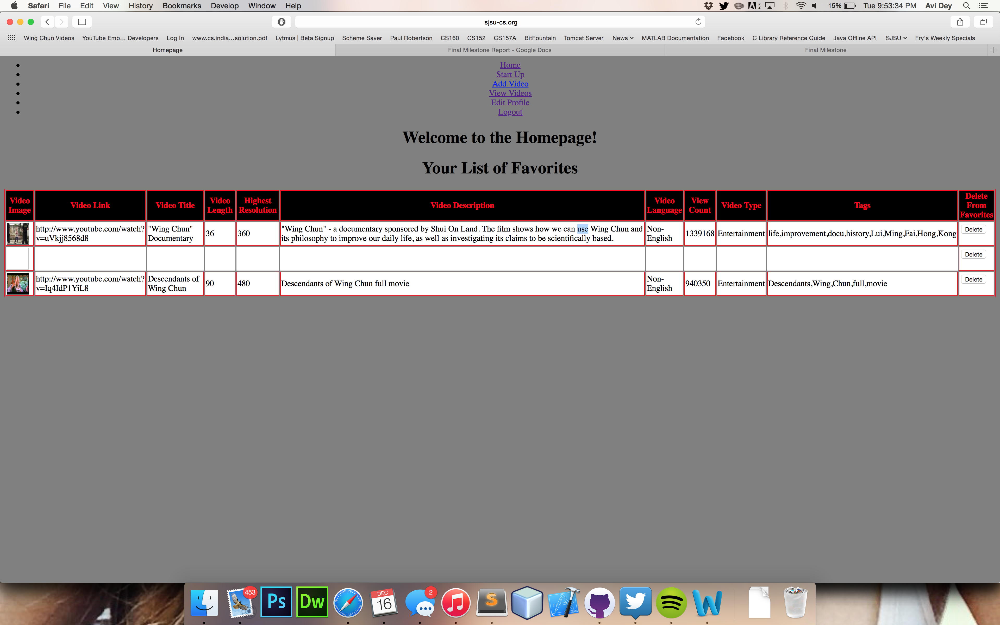 Safari File Edit View History Bookmarks Develop Window Help 2 15% Tue 9:53:34 PM Avi Dey
sjsu-cs.org
Wing Chun Videos YouTube Emb... Developers Log In www.cs.india...solution.pdf Lytmus | Beta Signup Scheme Saver Paul Robertson CS160 CS152 CS157A BitFountain Tomcat Server News MATLAB Documentation Facebook C Library Reference Guide Java Offline API SJSU Fry's Weekly Specials
Homepage Final Milestone Report - Google Docs Final Milestone
Home
Start Up
Add Video
View Videos
Edit Profile
Logout
Welcome to the Homepage!
Your List of Favorites
Video Image Video Link Video Title Video Length Highest Resolution Video Description Video Language View Count Video Type Tags Delete From Favorites
http://www.youtube.com/watch? "Wing Chun" 36 360 "Wing Chun" - a documentary sponsored by Shui On Land. The film shows how we can use Wing Chun and Non- 1339168 Entertainment life,improvement,docu,history,Lui,Ming,Fai,Hong,Kong Delete
v=uVkjj8568d8 Documentary its philosophy to improve our daily life, as well as investigating its claims to be scientifically based. English
Delete
http://www.youtube.com/watch? Descendants of 90 480 Descendants of Wing Chun full movie Non- 940350 Entertainment Descendants,Wing,Chun,full,movie Delete
v=Iq4IdP1YiL8 Wing Chun English
453 Ps Dw DEC 16 2 S W